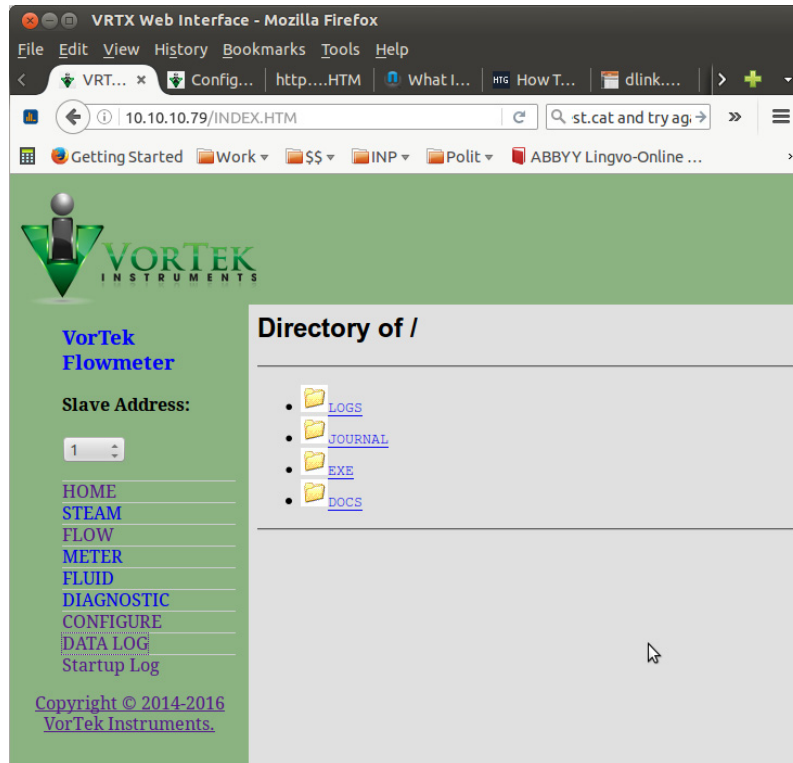 VRTX Web Interface - Mozilla Firefox
File Edit View History Bookmarks Tools Help
VRT... × Config... http....HTM What I... HTG How T... dlink....
10.10.10.79/INDEX.HTM st.cat and try aga
Getting Started Work $$ INP Polit ABBYY Lingvo-Online ...
VORTEK
INSTRUMENTS
VorTek
Flowmeter
Slave Address:
1
HOME
STEAM
FLOW
METER
FLUID
DIAGNOSTIC
CONFIGURE
DATA LOG
Startup Log
Copyright © 2014-2016
VorTek Instruments.
Directory of /
LOGS
JOURNAL
EXE
DOCS